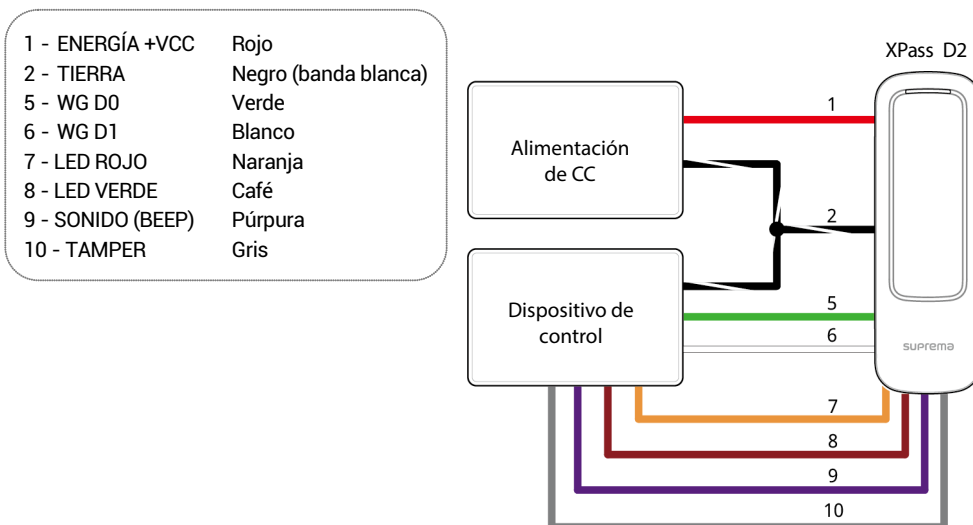 1 - ENERGÍA +VCC Rojo
2 - TIERRA Negro (banda blanca)
5 - WG D0 Verde
6 - WG D1 Blanco
7 - LED ROJO Naranja
8 - LED VERDE Café
9 - SONIDO (BEEP) Púrpura
10 - TAMPER Gris
XPass D2
Alimentación
de CC
1
2
Dispositivo de
control
5
6
suprema
7
8
9
10